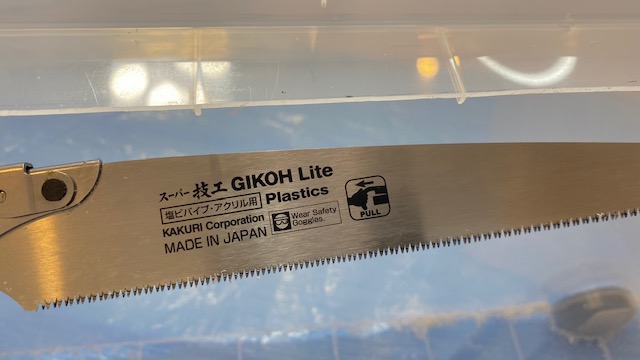 スーパー技工 GIKOH Lite
塩ビパイプ・アクリル用 Plastics
KAKURI Corporation
MADE IN JAPAN
Wear Safety
Goggles.
PULL